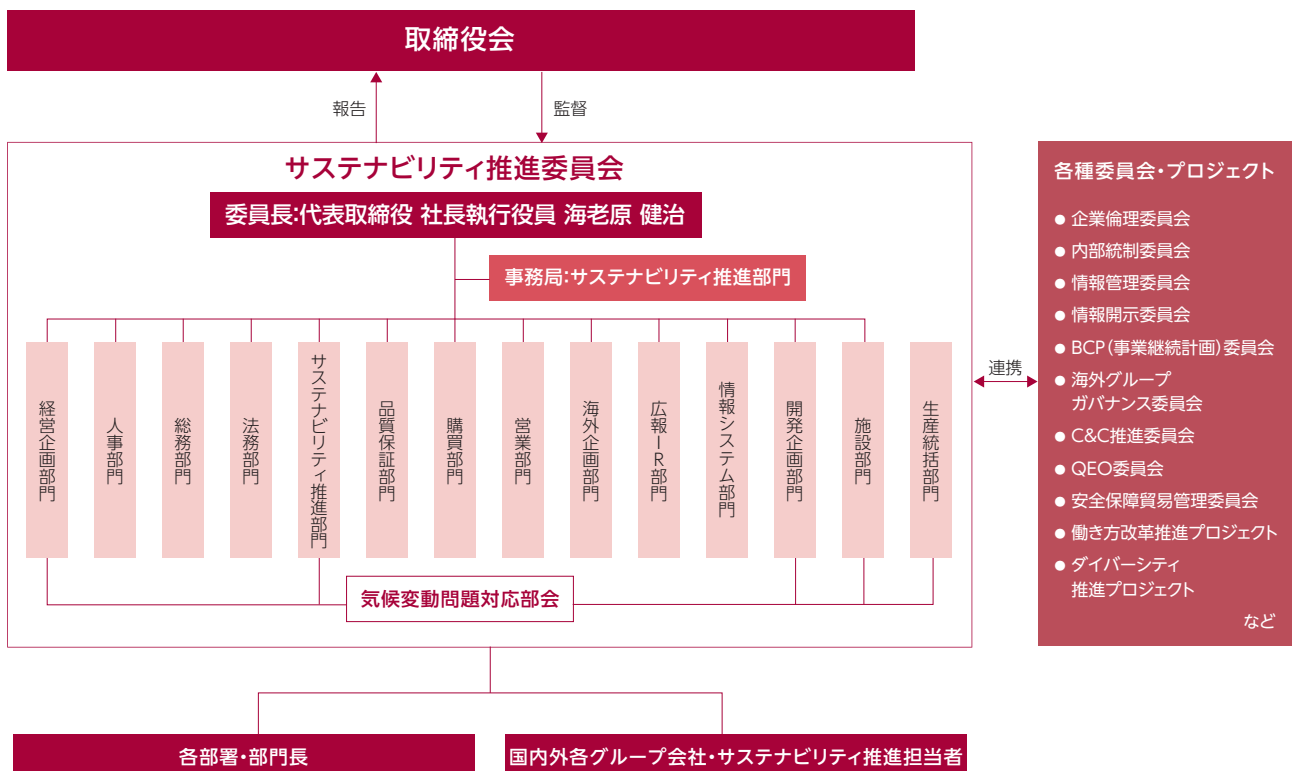 取締役会
報告
監督
サステナビリティ推進委員会
委員長:代表取締役 社長執行役員 海老原 健治
事務局:サステナビリティ推進部門
経営企画部門
人事部門
総務部門
法務部門
サステナビリティ推進部門
品質保証部門
購買部門
営業部門
海外企画部門
広報IR部門
情報システム部門
開発企画部門
施設部門
生産統括部門
気候変動問題対応部会
連携
各種委員会・プロジェクト
● 企業倫理委員会
● 内部統制委員会
● 情報管理委員会
● 情報開示委員会
● BCP(事業継続計画)委員会
● 海外グループ
ガバナンス委員会
● C&C推進委員会
● QEO委員会
● 安全保障貿易管理委員会
● 働き方改革推進プロジェクト
● ダイバーシティ
推進プロジェクト
など
各部署・部門長
国内外各グループ会社・サステナビリティ推進担当者